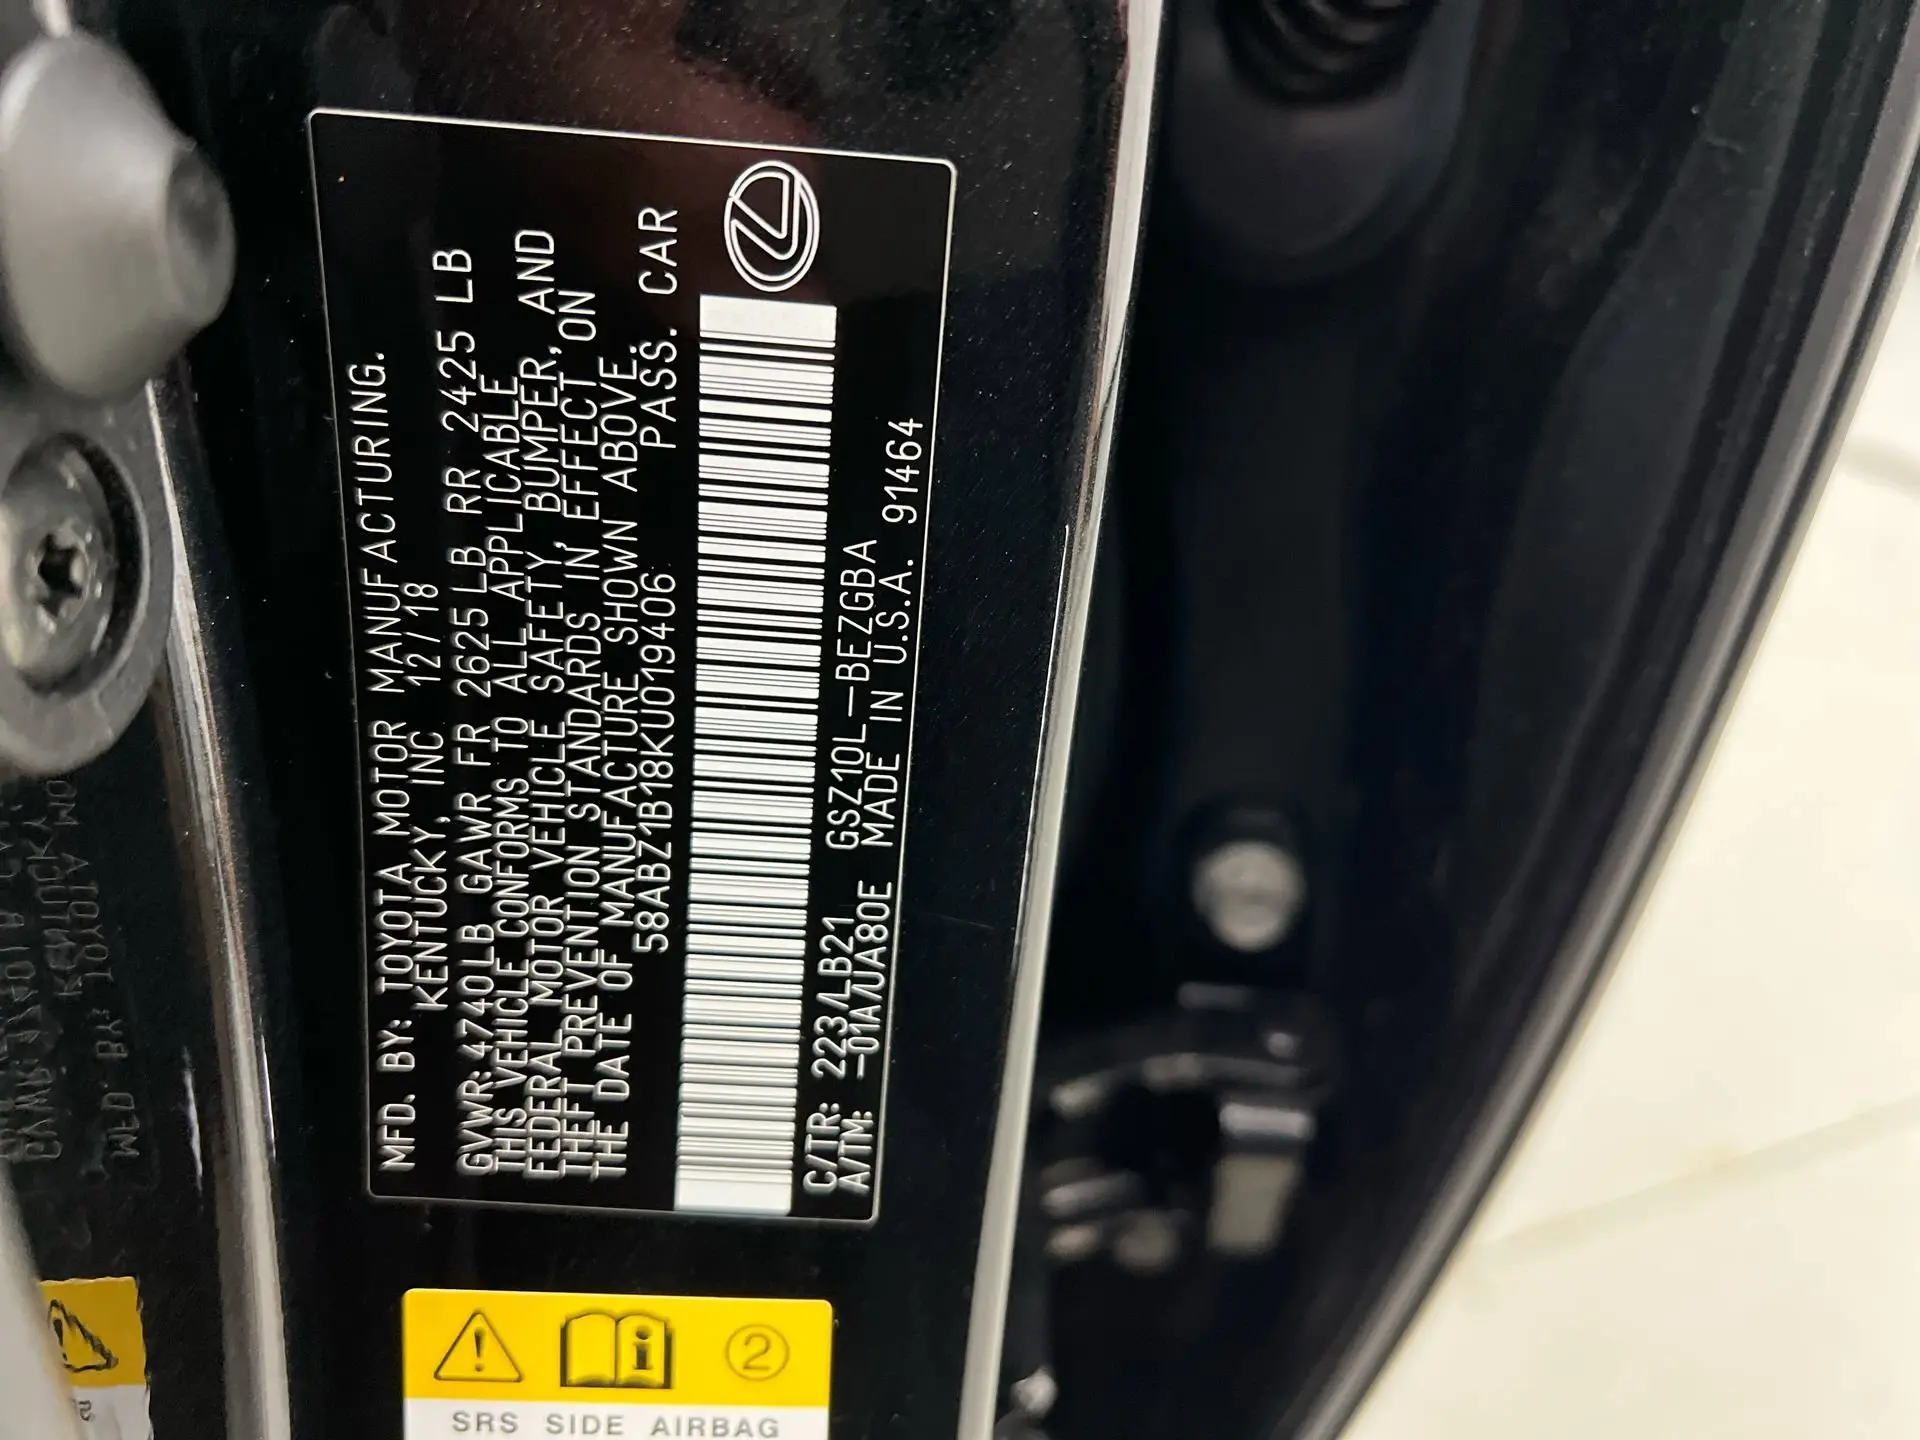 MFD. BY: TOYOTA MOTOR MANUFACTURING.
KENTUCKY, INC 12/18
GVWR: 4740LB GAWR FR 2625LB RR 2425 LB
THIS VEHICLE CONFORMS TO ALL APPLICABLE
FEDERAL MOTOR VEHICLE SAFETY, BUMPER, AND
THEFT PREVENTION STANDARDS IN EFFECT ON
THE DATE OF MANUFACTURE SHOWN ABOVE.
58ABZ1B18KU019406 PASS. CAR
C/TR: 223/LB21 GSZ10L-BEZGBA
A/TM: -01A/UA80E MADE IN U.S.A. 91464
2
SRS SIDE AIRBAG